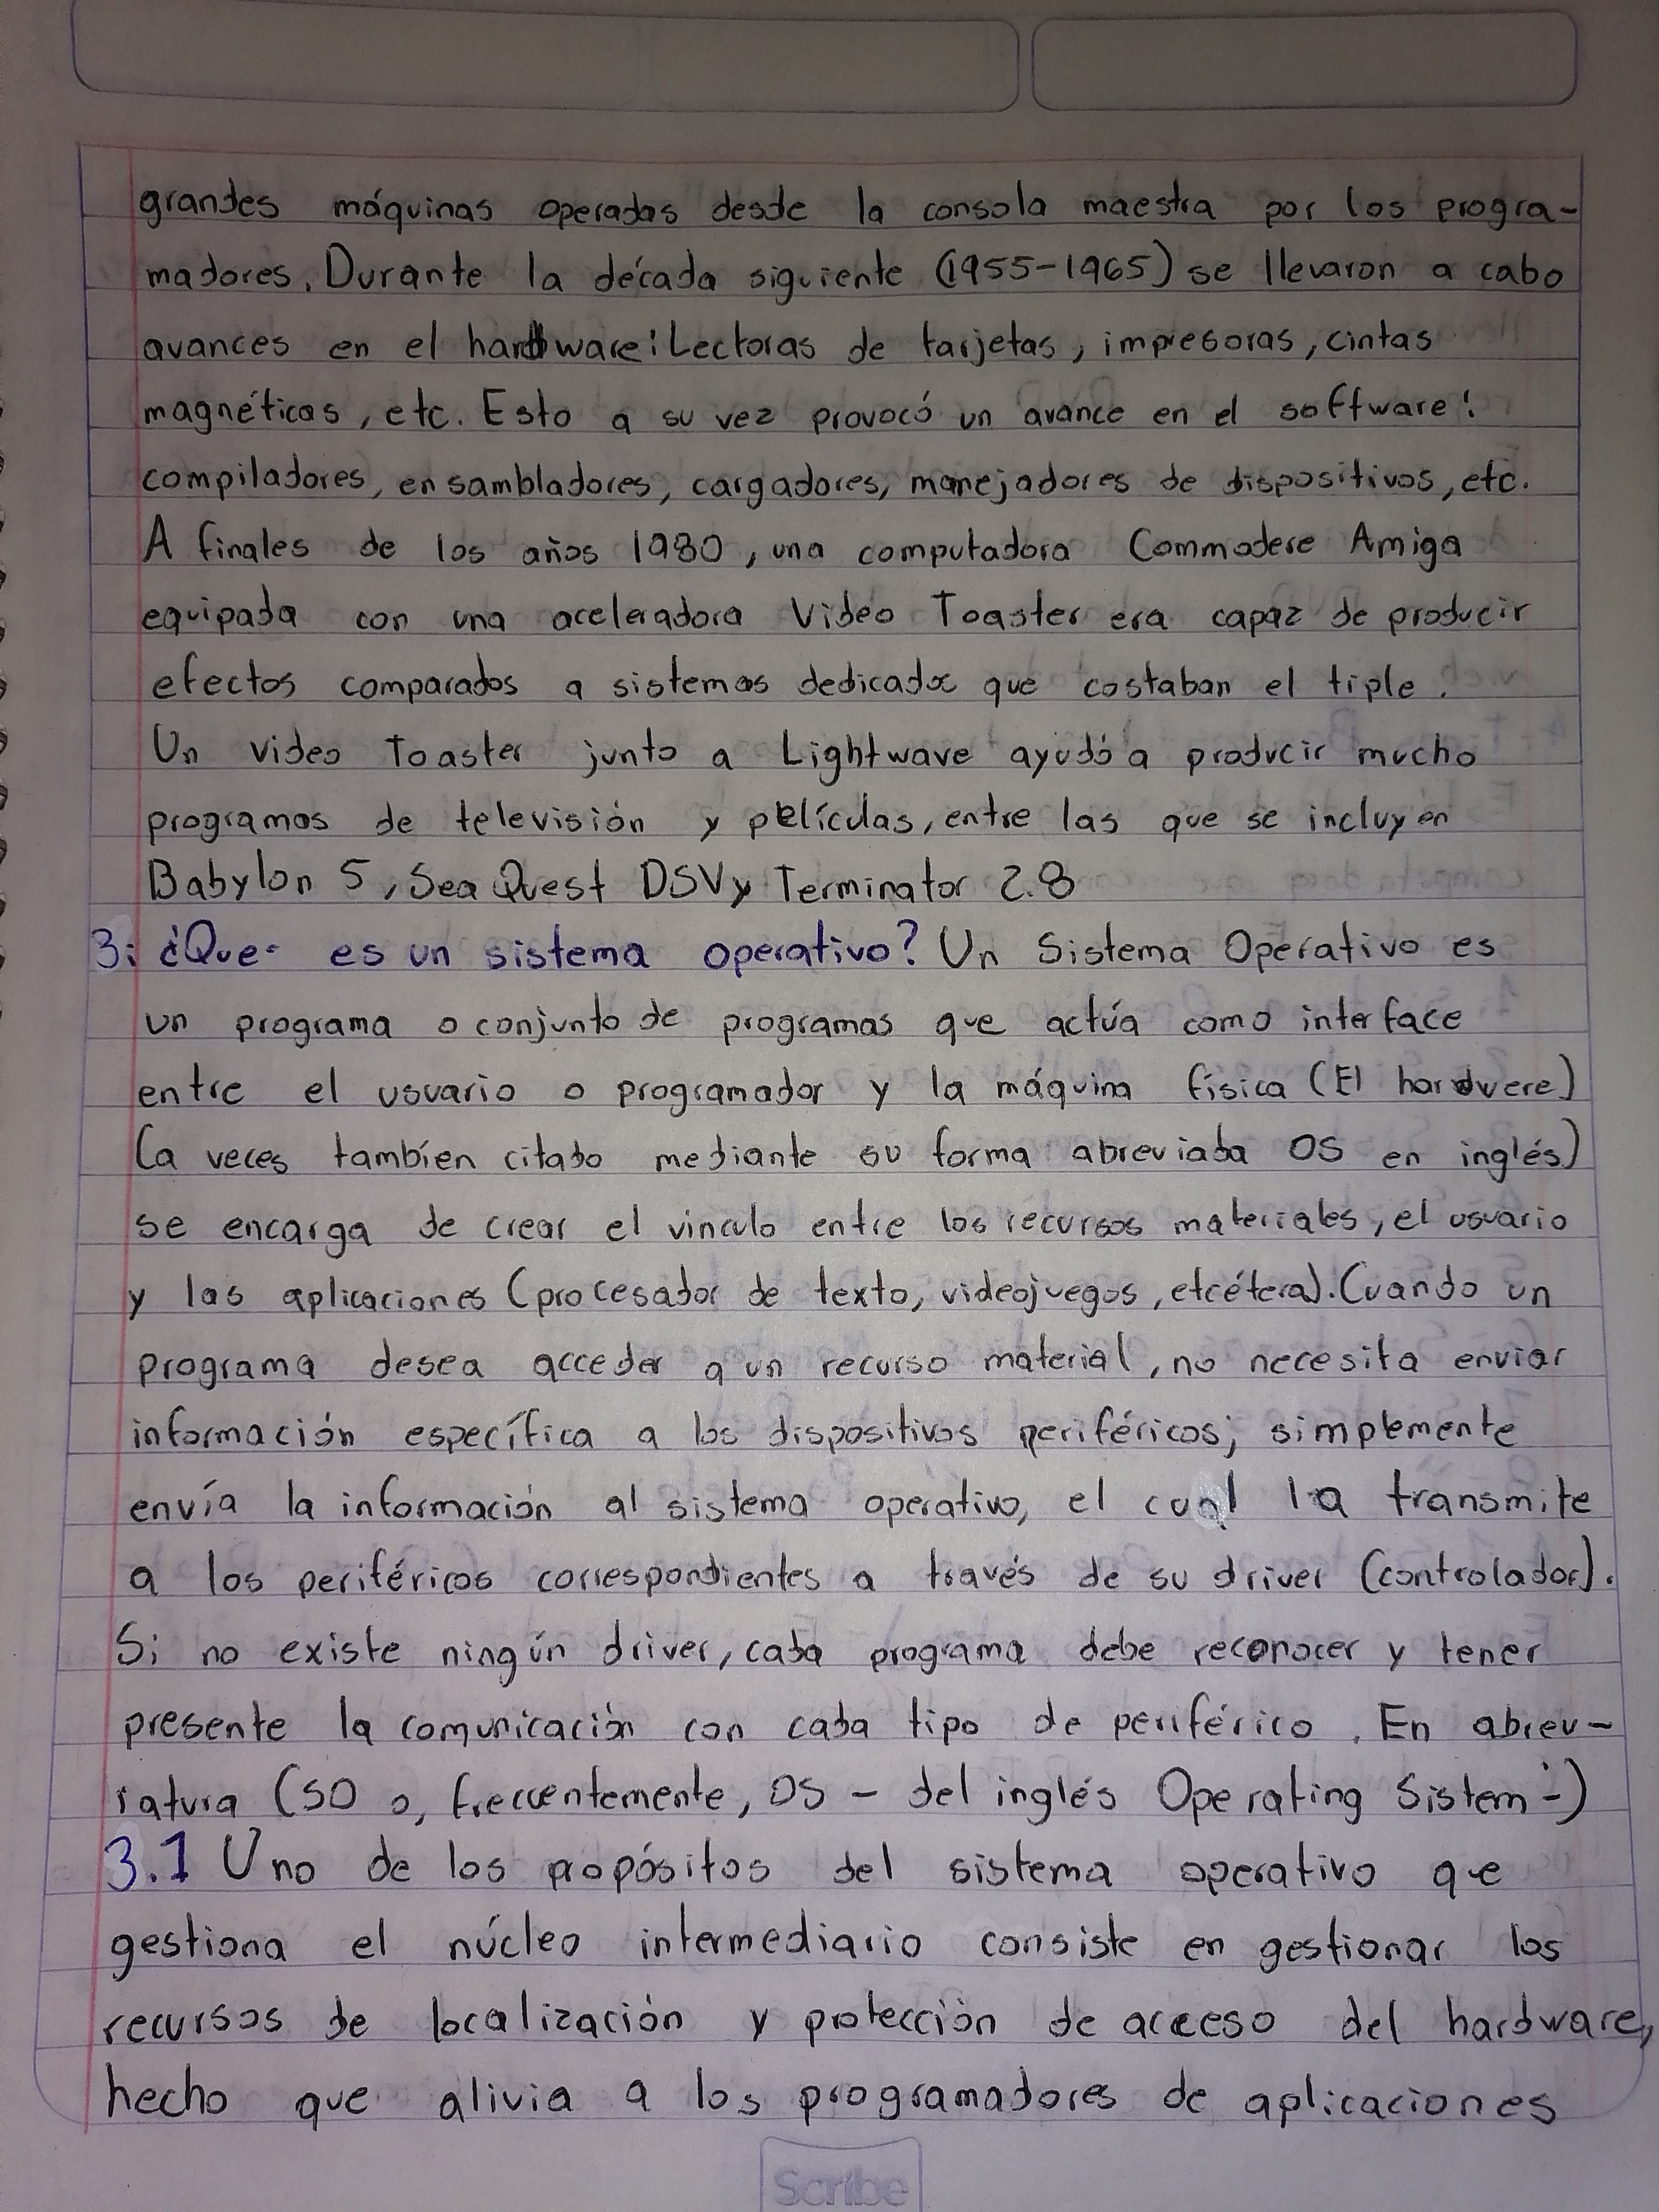 grandes máquinas operadas desde la consola maestra por los progra-
madores. Durante la década siguiente (1955-1965) se llevaron a cabo
avances en el hardware: Lectoras de tarjetas, impresoras, cintas
magnéticas, etc. Esto a su vez provocó un avance en el software:
compiladores, ensambladores, cargadores, manejadores de dispositivos, etc.
A finales de los años 1980, una computadora Commodere Amiga
equipada con una aceleradora Video Toaster era capaz de producir
efectos comparados a sistemas dedicados que costaban el tiple.
Un video Toaster junto a Lightwave ayudó a producir mucho
programas de televisión y películas, entre las que se incluyen
Babylon 5, Sea Quest DSV y Terminator 2.8
3: ¿Que es un sistema operativo? Un Sistema Operativo es
un programa o conjunto de programas que actúa como interface
entre el usuario o programador y la máquina física (El hardwere)
(a veces tambíen citado mediante su forma abreviada OS en inglés)
se encarga de crear el vinculo entre los recursos materiales, el usuario
y las aplicaciones (procesador de texto, videojuegos, etcétera). Cuando un
programa desea acceder a un recurso material, no necesita enviar
información específica a los dispositivos periféricos; simplemente
envía la información al sistema operativo, el cual la transmite
a los periféricos correspondientes a través de su driver (controlador).
Si no existe ningún driver, cada programa debe reconocer y tener
presente la comunicación con cada tipo de periférico. En abrev-
iatura (SO o, frecuentemente, OS - del inglés Operating Sistem-)
3.1 Uno de los propósitos del sistema operativo que
gestiona el núcleo intermediario consiste en gestionar los
recursos de localización y protección de acceso del hardware,
hecho que alivia a los programadores de aplicaciones
Scribe